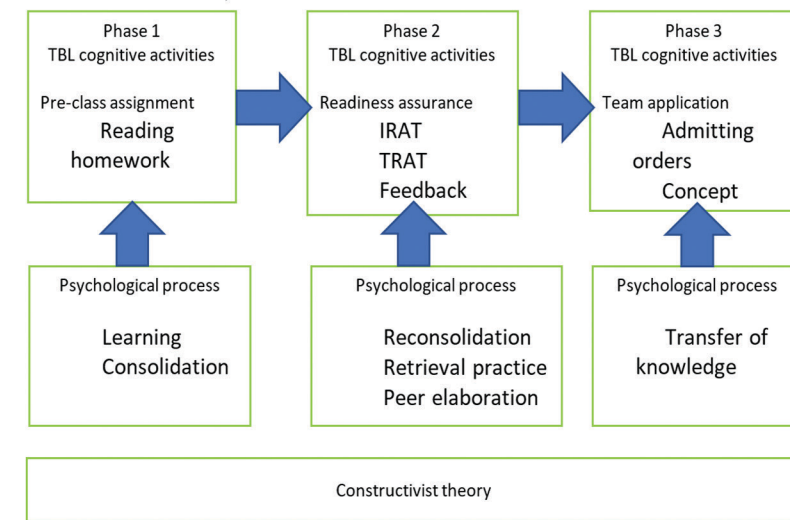 Phase 1
TBL cognitive activities
Pre-class assignment
Reading
homework
Phase 2
TBL cognitive activities
Readiness assurance
IRAT
TRAT
Feedback
Phase 3
TBL cognitive activities
Team application
Admitting
orders
Concept
Psychological process
Learning
Consolidation
Psychological process
Reconsolidation
Retrieval practice
Peer elaboration
Psychological process
Transfer of
knowledge
Constructivist theory